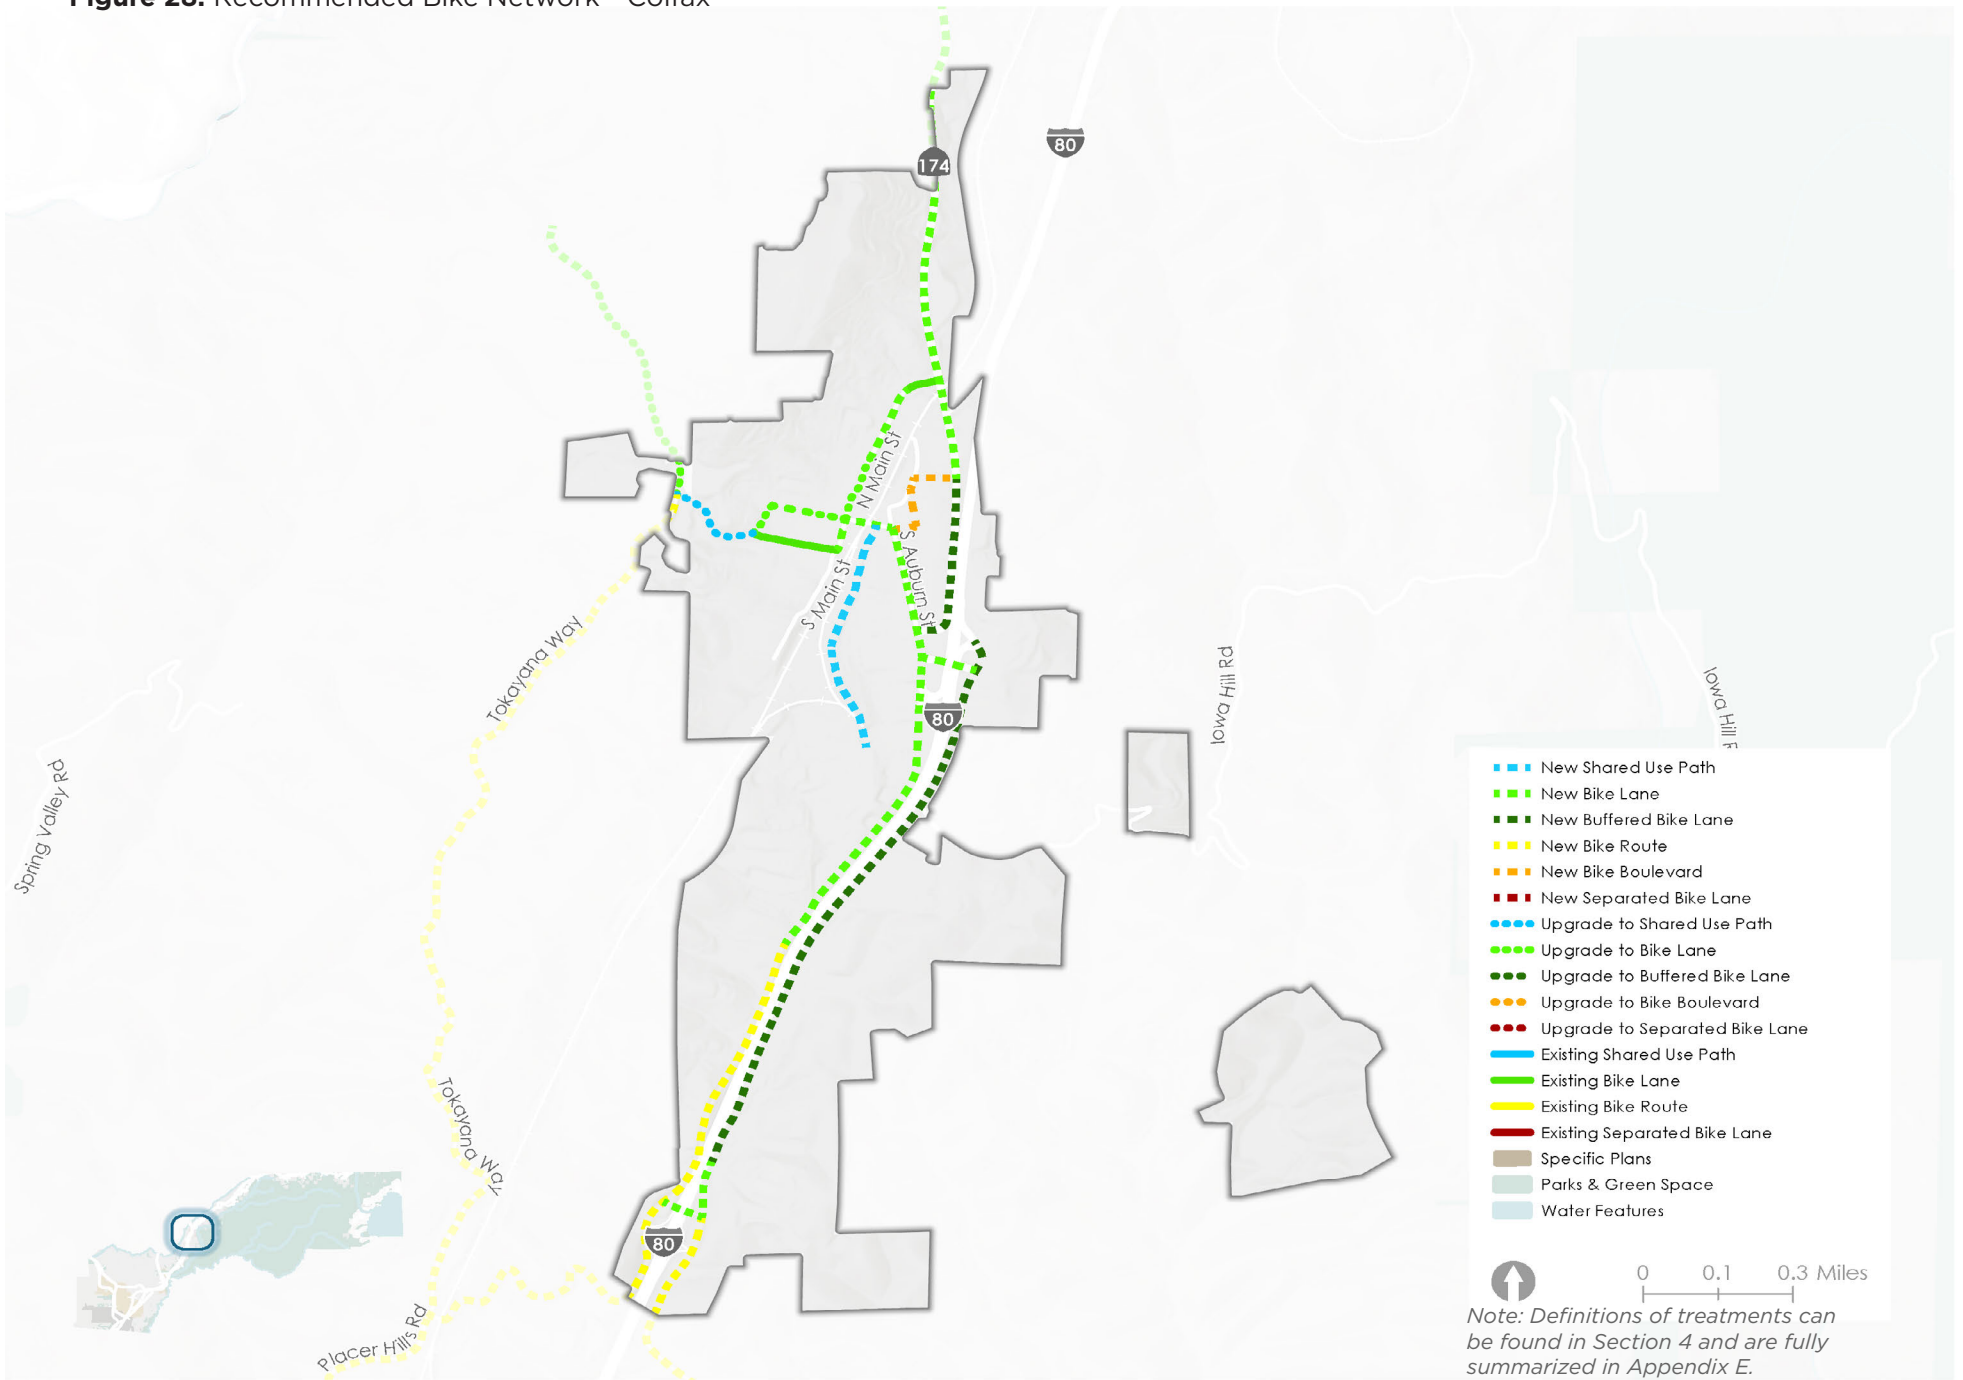 Figure 28. Recommended Bike Network - Colfax
174
80
N Main St
S Main St
S Auburn St
80
Tokayana Way
Iowa Hill Rd
Iowa Hill R
Spring Valley Rd
Tokayana Way
80
Placer Hills Rd
New Shared Use Path
New Bike Lane
New Buffered Bike Lane
New Bike Route
New Bike Boulevard
New Separated Bike Lane
Upgrade to Shared Use Path
Upgrade to Bike Lane
Upgrade to Buffered Bike Lane
Upgrade to Bike Boulevard
Upgrade to Separated Bike Lane
Existing Shared Use Path
Existing Bike Lane
Existing Bike Route
Existing Separated Bike Lane
Specific Plans
Parks & Green Space
Water Features
0 0.1 0.3 Miles
Note: Definitions of treatments can
be found in Section 4 and are fully
summarized in Appendix E.